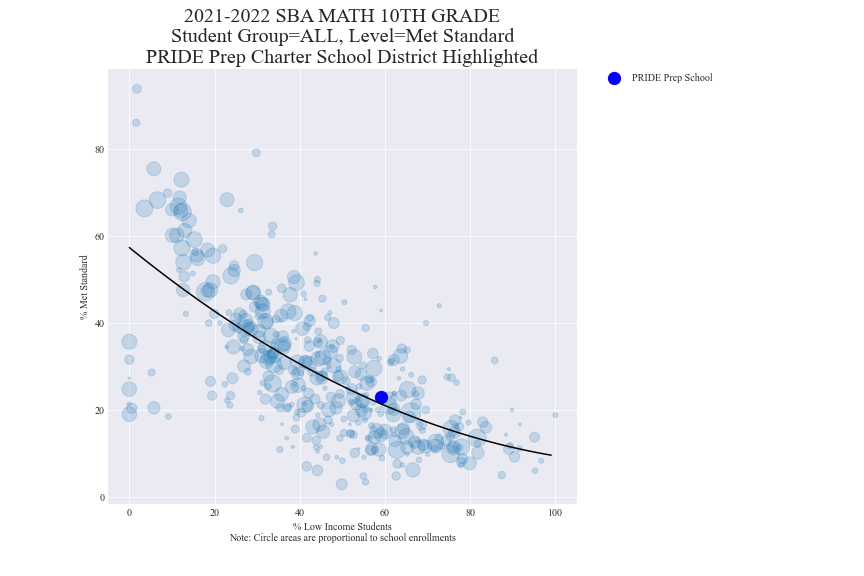 2021-2022 SBA MATH 10TH GRADE
Student Group=ALL, Level=Met Standard
PRIDE Prep Charter School District Highlighted
PRIDE Prep School
80
60
40
20
0
% Met Standard
0 20 40 60 80 100
% Low Income Students
Note: Circle areas are proportional to school enrollments